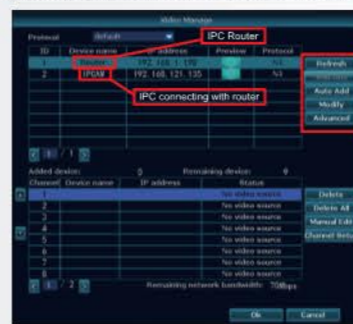 Video Manage
IPC Router
Protocol default
ID Device name IP address Preview Protocol
1 Router 192.168.1.170 N1
2 IPCAM 192.168.121.135 N1
IPC connecting with router
Refresh
Auto Add
Modify
Advanced
1 / 1
Added device: 0 Remaining device: 9
Channel Device name IP address Status
1 No video source
2 No video source
3 No video source
4 No video source
5 No video source
6 No video source
7 No video source
8 No video source
Delete
Delete All
Manual Edit
1 / 2 Remaining network bandwidth: 70Mbps
Ok Cancel